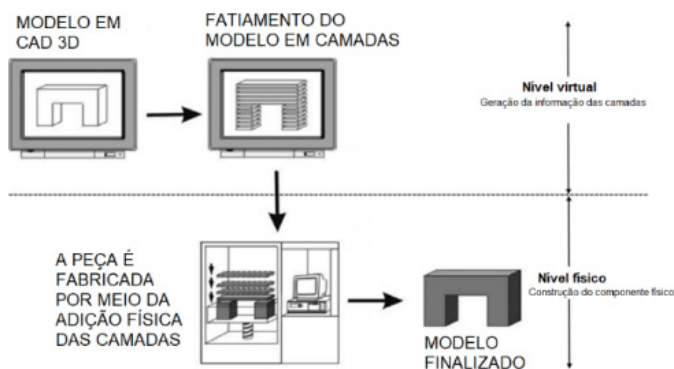 MODELO EM
CAD 3D
FATIAMENTO DO
MODELO EM CAMADAS
Nível virtual
Geração da informação das camadas
A PEÇA É
FABRICADA
POR MEIO DA
ADIÇÃO FÍSICA
DAS CAMADAS
Nível físico
Construção do componente físico
MODELO
FINALIZADO